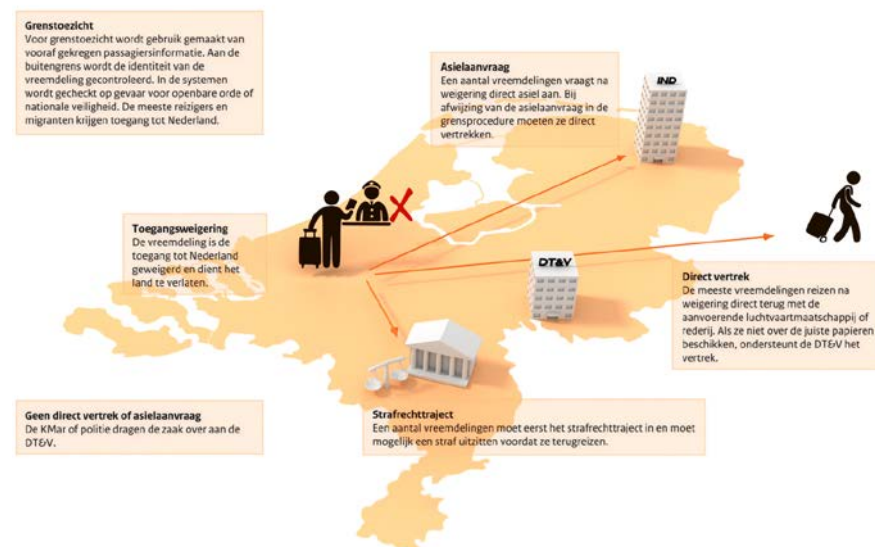 Grenstoezicht
Voor grenstoezicht wordt gebruik gemaakt van
vooraf gekregen passagiersinformatie. Aan de
buitengrens wordt de identiteit van de
vreemdeling gecontroleerd. In de systemen
wordt gecheckt op gevaar voor openbare orde of
nationale veiligheid. De meeste reizigers en
migranten krijgen toegang tot Nederland.
Asielaanvraag
Een aantal vreemdelingen vraagt na
weigering direct asiel aan. Bij
afwijzing van de asielaanvraag in de
grensprocedure moeten ze direct
vertrekken.
IND
Toegangsweigering
De vreemdeling is de
toegang tot Nederland
geweigerd en dient het
land te verlaten.
DT&V
Direct vertrek
De meeste vreemdelingen reizen na
weigering direct terug met de
aanvoerende luchtvaartmaatschappij of
rederij. Als ze niet over de juiste papieren
beschikken, ondersteunt de DT&V het
vertrek.
Geen direct vertrek of asielaanvraag
De KMar of politie dragen de zaak over aan de
DT&V.
Strafrechttraject
Een aantal vreemdelingen moet eerst het strafrechttraject in en moet
mogelijk een straf uitzitten voordat ze terugreizen.